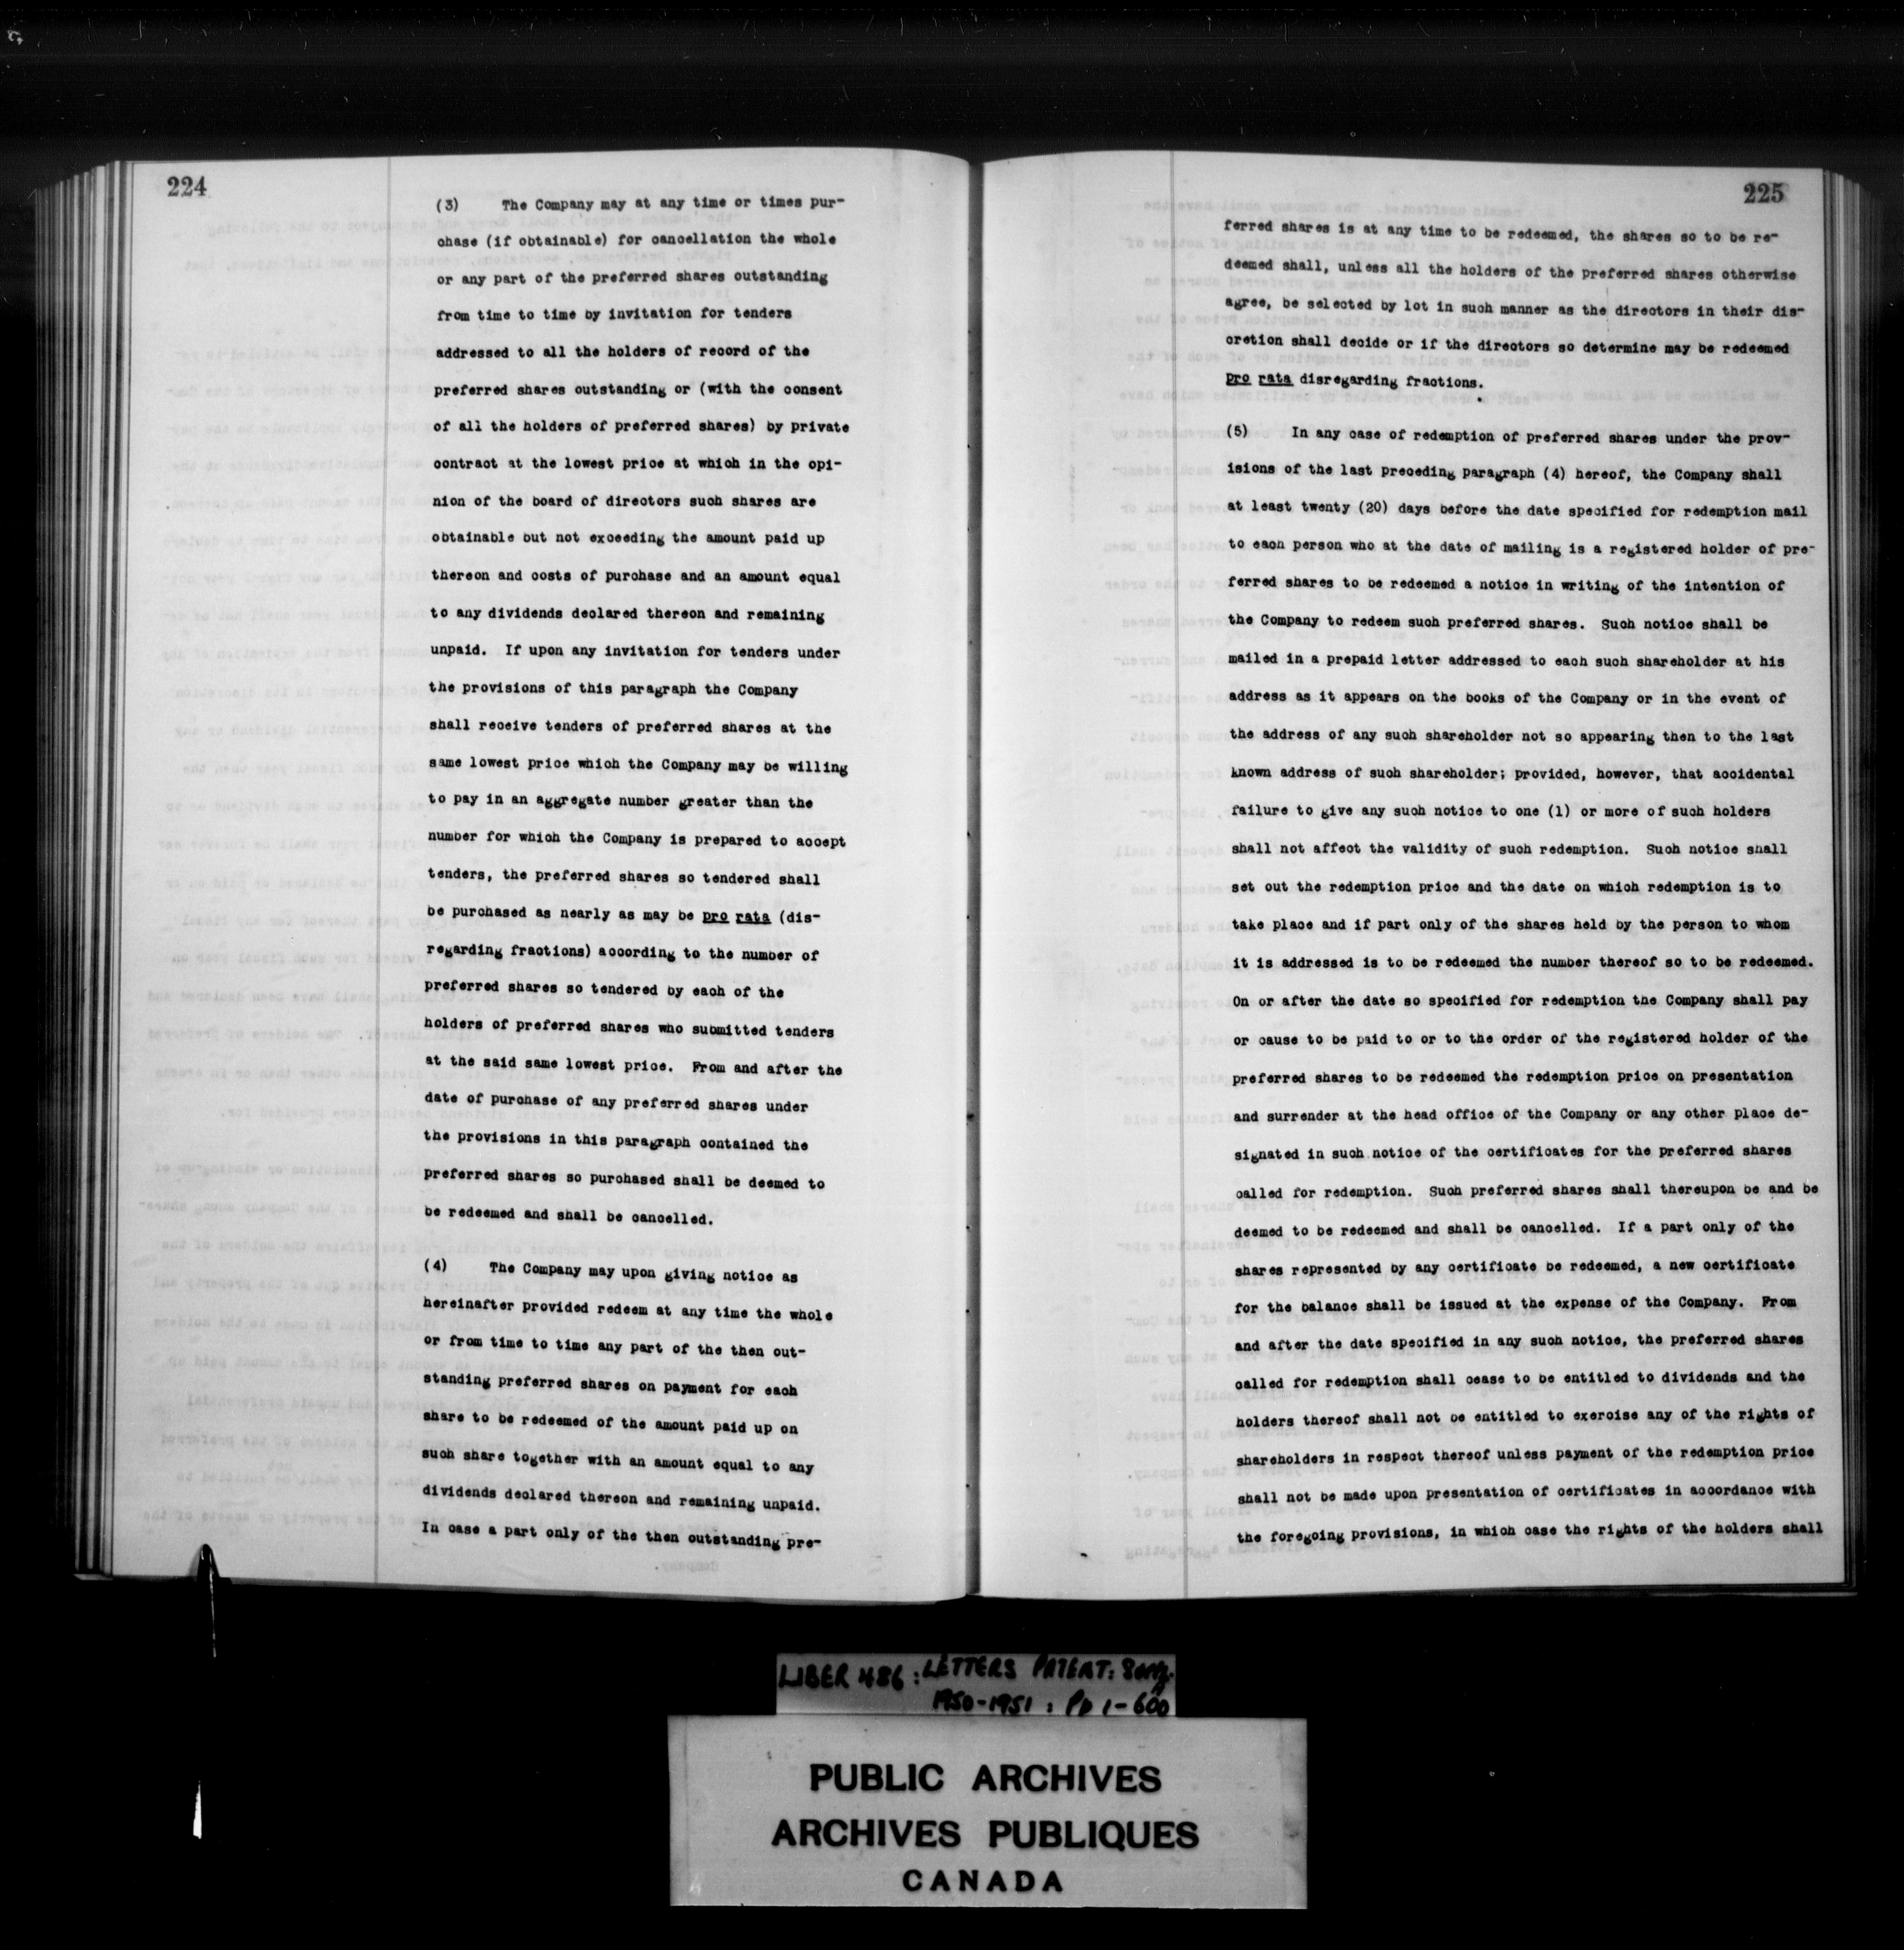 224
(3) The Company may at any time or times pur-
chase (if obtainable) for cancellation the whole
or any part of the preferred shares outstanding
from time to time by invitation for tenders
addressed to all the holders of record of the
preferred shares outstanding or (with the consent
of all the holders of preferred shares) by private
contract at the lowest price at which in the opi-
nion of the board of directors such shares are
obtainable but not exceeding the amount paid up
thereon and costs of purchase and an amount equal
to any dividends declared thereon and remaining
unpaid. If upon any invitation for tenders under
the provisions of this paragraph the Company
shall receive tenders of preferred shares at the
same lowest price which the Company may be willing
to pay in an aggregate number greater than the
number for which the Company is prepared to accept
tenders, the preferred shares so tendered shall
be purchased as nearly as may be pro rata (dis-
regarding fractions) according to the number of
preferred shares so tendered by each of the
holders of preferred shares who submitted tenders
at the said same lowest price. From and after the
date of purchase of any preferred shares under
the provisions in this paragraph contained the
preferred shares so purchased shall be deemed to
be redeemed and shall be cancelled.
(4) The Company may upon giving notice as
hereinafter provided redeem at any time the whole
or from time to time any part of the then out-
standing preferred shares on payment for each
share to be redeemed of the amount paid up on
such share together with an amount equal to any
dividends declared thereon and remaining unpaid.
In case a part only of the then outstanding pre-
225
ferred shares is at any time to be redeemed, the shares so to be re-
deemed shall, unless all the holders of the preferred shares otherwise
agree, be selected by lot in such manner as the directors in their dis-
cretion shall decide or if the directors so determine may be redeemed
pro rata disregarding fractions.
(5) In any case of redemption of preferred shares under the prov-
isions of the last preceding paragraph (4) hereof, the Company shall
at least twenty (20) days before the date specified for redemption mail
to each person who at the date of mailing is a registered holder of pre-
ferred shares to be redeemed a notice in writing of the intention of
the Company to redeem such preferred shares. Such notice shall be
mailed in a prepaid letter addressed to each such shareholder at his
address as it appears on the books of the Company or in the event of
the address of any such shareholder not so appearing then to the last
known address of such shareholder; provided, however, that accidental
failure to give any such notice to one (1) or more of such holders
shall not affect the validity of such redemption. Such notice shall
set out the redemption price and the date on which redemption is to
take place and if part only of the shares held by the person to whom
it is addressed is to be redeemed the number thereof so to be redeemed.
On or after the date so specified for redemption the Company shall pay
or cause to be paid to or to the order of the registered holder of the
preferred shares to be redeemed the redemption price on presentation
and surrender at the head office of the Company or any other place de-
signated in such notice of the certificates for the preferred shares
called for redemption. Such preferred shares shall thereupon be and be
deemed to be redeemed and shall be cancelled. If a part only of the
shares represented by any certificate be redeemed, a new certificate
for the balance shall be issued at the expense of the Company. From
and after the date specified in any such notice, the preferred shares
called for redemption shall cease to be entitled to dividends and the
holders thereof shall not be entitled to exercise any of the rights of
shareholders in respect thereof unless payment of the redemption price
shall not be made upon presentation of certificates in accordance with
the foregoing provisions, in which case the rights of the holders shall
LIBER 486: LETTERS PATENT:
1950-1951: Pp 1-600
PUBLIC ARCHIVES
ARCHIVES PUBLIQUES
CANADA